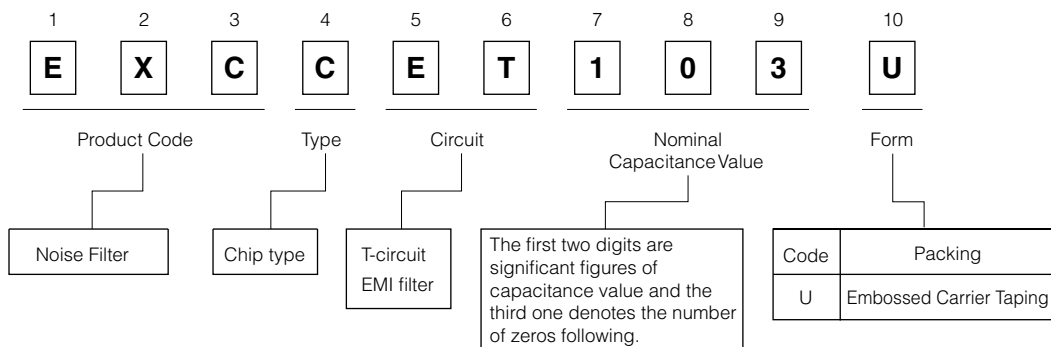 1 2 3 4 5 6 7 8 9 10
E X C C E T 1 0 3 U
Product Code Type Circuit Nominal Capacitance Value Form
Noise Filter
Chip type
T-circuit
EMI filter
The first two digits are
significant figures of
capacitance value and the
third one denotes the number
of zeros following.
Code Packing
U Embossed Carrier Taping